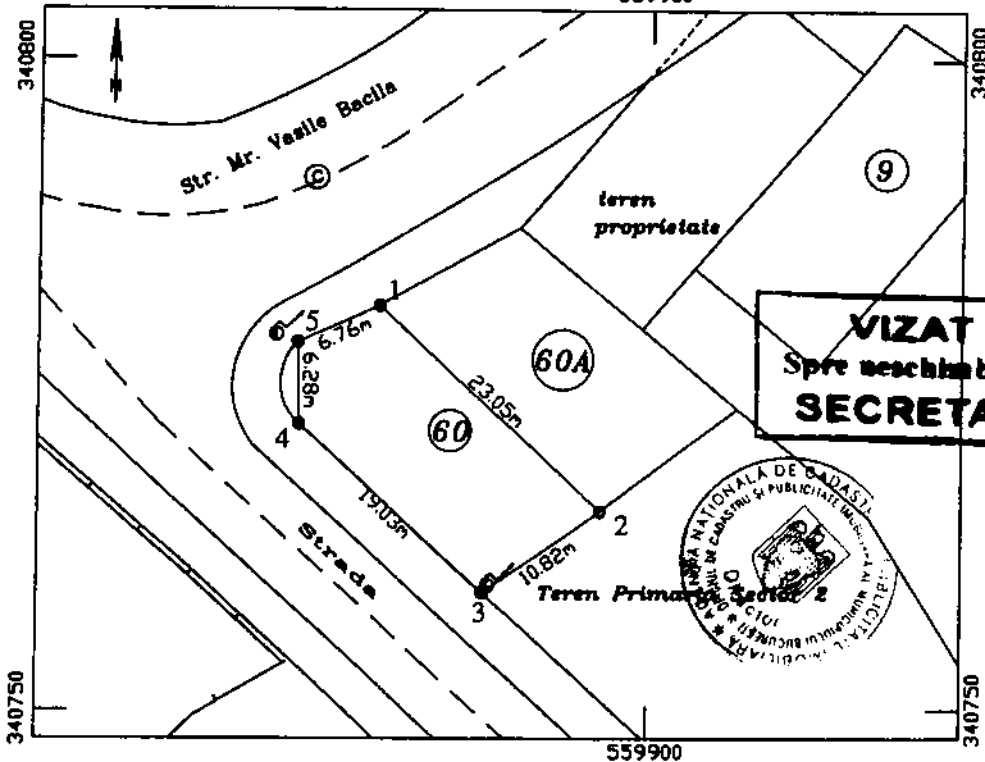 340800
340800
Str. Mr. Vasile Bacila
C
9
teren
proprietate
1
5
6.76m
6.28m
60A
VIZAT
SECRETA
23.05m
60
4
19.03m
2
Strada
10.82m
3
Teren Primaria Sector 2
340750
340750
559900